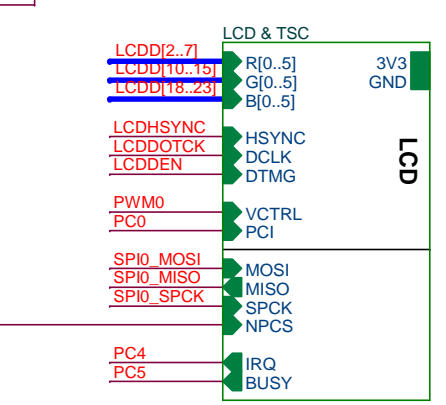 LCD & TSC
LCDD[2..7] R[0..5] 3V3
LCDD[10..15] G[0..5] GND
LCDD[18..23] B[0..5]
LCDHSYNC HSYNC
LCDDOTCK DCLK
LCDDEN DTMG
LCD
PWM0 VCTRL
PC0 PCI
SPI0_MOSI MOSI
SPI0_MISO MISO
SPI0_SPCK SPCK
NPCS
PC4 IRQ
PC5 BUSY